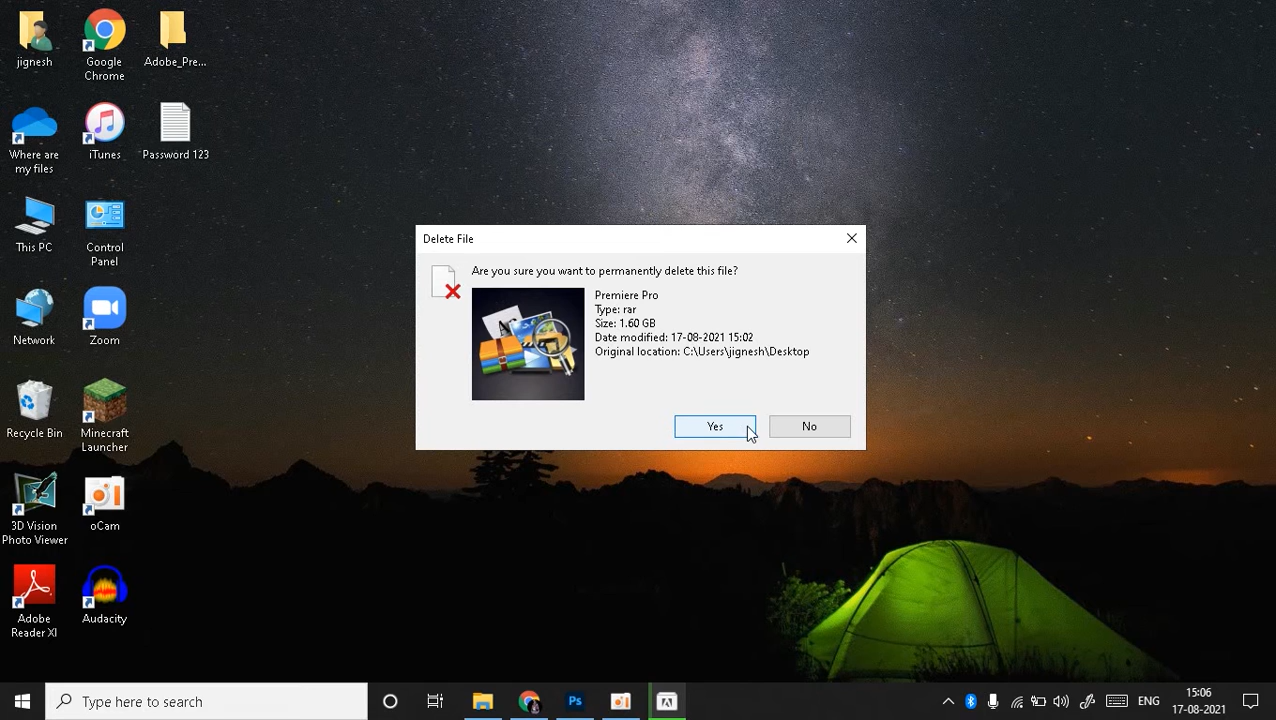 jignesh
Google
Chrome
Adobe_Pre...
Where are
my files
iTunes
Password 123
This PC
Control
Panel
Network
Zoom
Recycle Bin
Minecraft
Launcher
3D Vision
Photo Viewer
oCam
Adobe
Reader XI
Audacity
Delete File
Are you sure you want to permanently delete this file?
Premiere Pro
Type: rar
Size: 1.60 GB
Date modified: 17-08-2021 15:02
Original location: C:\Users\jignesh\Desktop
Yes
No
Type here to search
Ps
ENG
15:06
17-08-2021